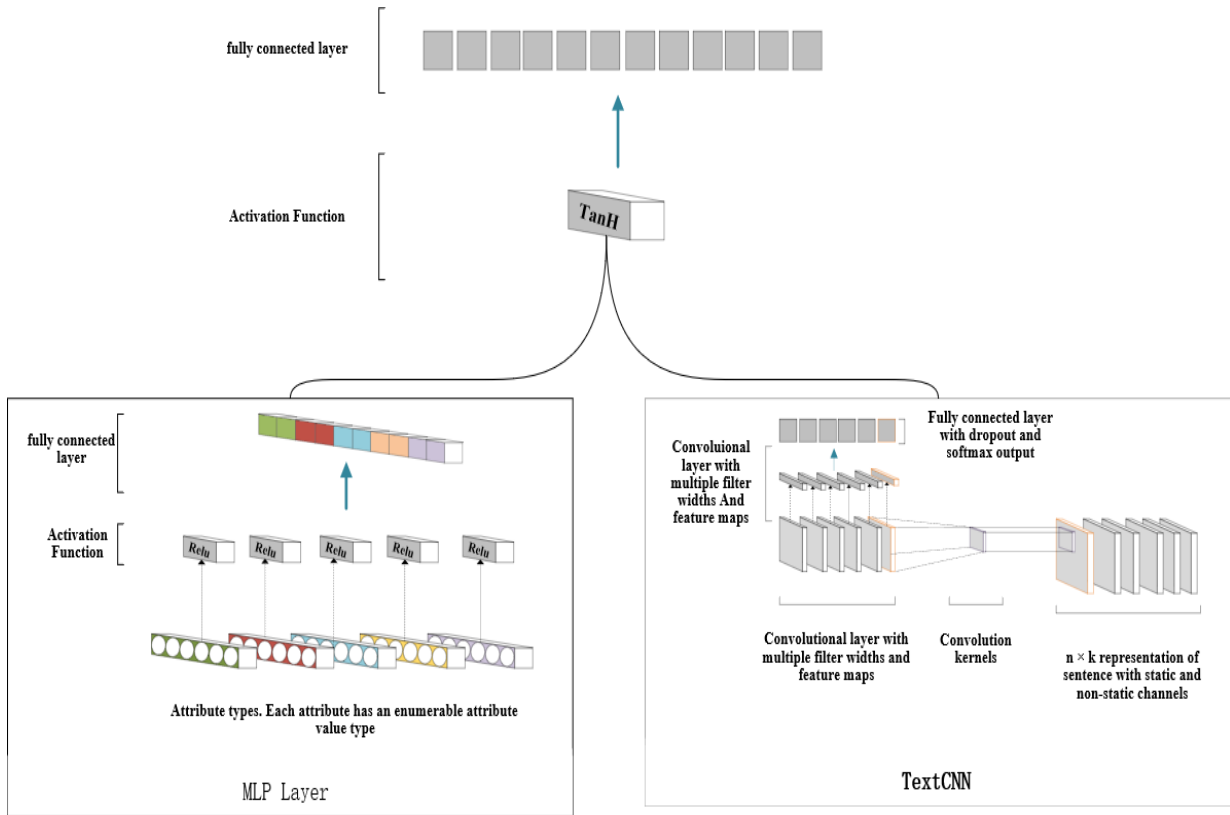 fully connected layer
Activation Function
TanH
fully connected
layer
Activation
Function
Relu
Relu
Relu
Relu
Relu
Attribute types. Each attribute has an enumerable attribute
value type
MLP Layer
Fully connected layer
with dropout and
softmax output
Convoluional
layer with
multiple filter
widths And
feature maps
Convolutional layer with
multiple filter widths and
feature maps
Convolution
kernels
n × k representation of
sentence with static and
non-static channels
TextCNN